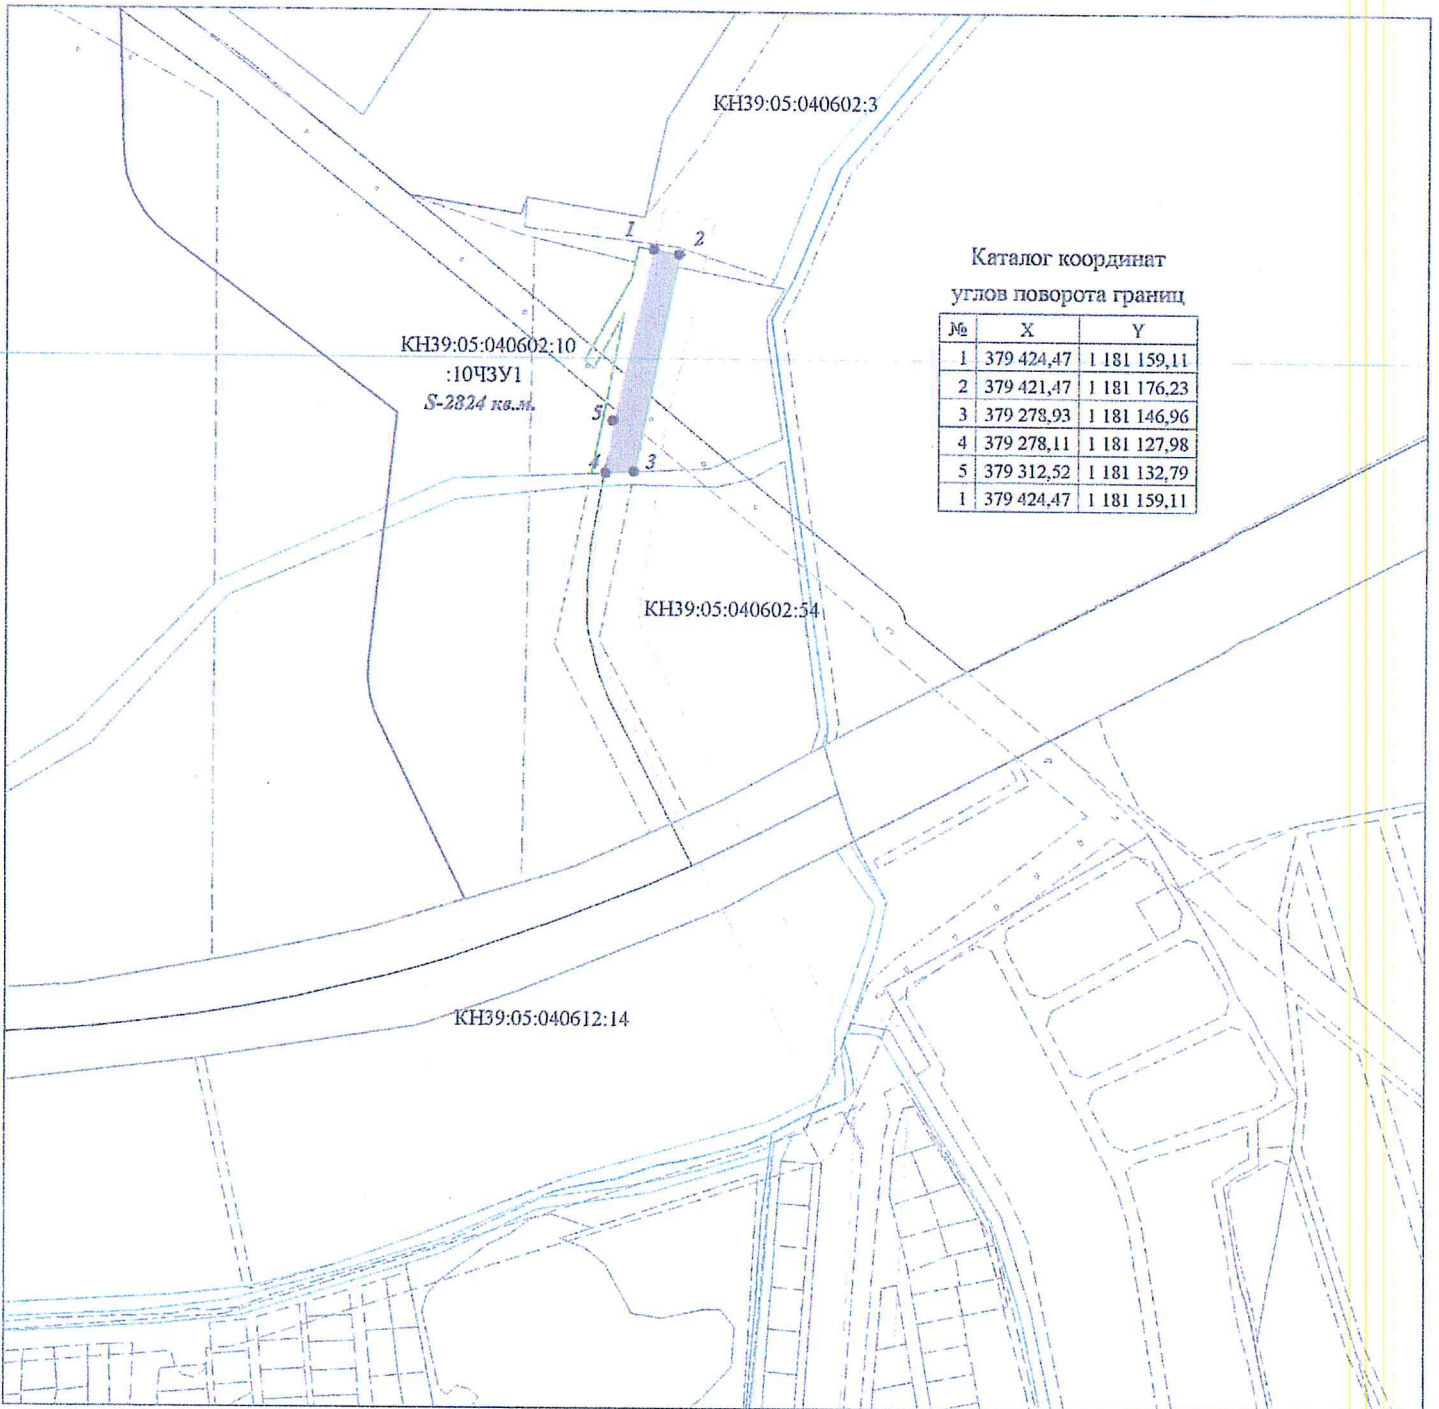 КН39:05:040602:3
1
2
Каталог координат
углов поворота границ
№ X Y
1 379 424,47 1 181 159,11
2 379 421,47 1 181 176,23
3 379 278,93 1 181 146,96
4 379 278,11 1 181 127,98
5 379 312,52 1 181 132,79
1 379 424,47 1 181 159,11
КН39:05:040602:10
:10ЧЗУ1
S-2824 кв.м.
5
4
3
КН39:05:040602:54
КН39:05:040612:14